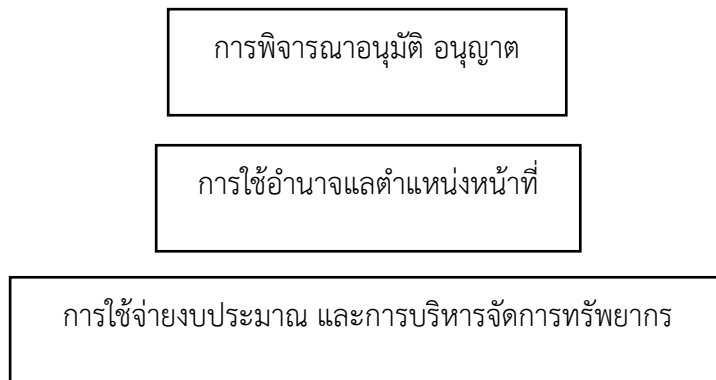 การพิจารณาอนุมัติ อนุญาต
การใช้อำนาจแลตำแหน่งหน้าที่
การใช้จ่ายงบประมาณ และการบริหารจัดการทรัพยากร